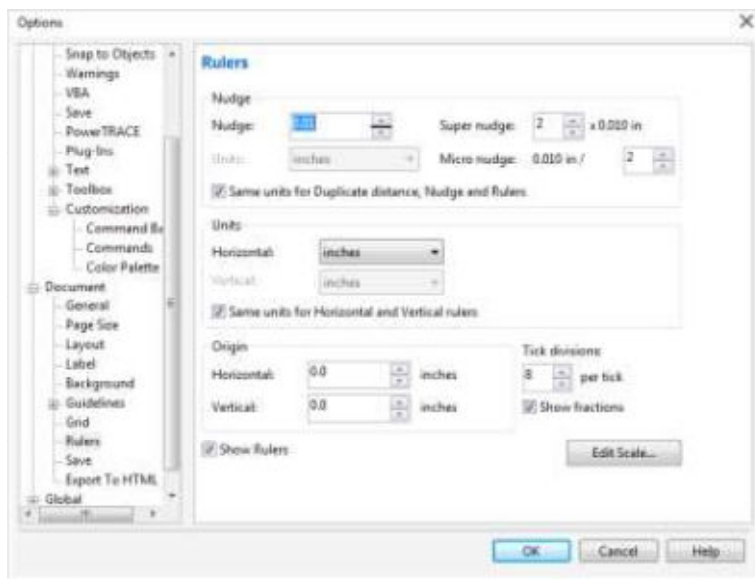 Options
Snap to Objects
Warnings
VBA
Save
PowerTRACE
Plug-Ins
Text
Toolbox
Customization
Command Ba
Commands
Color Palette
Document
General
Page Size
Layout
Label
Background
Guidelines
Grid
Rulers
Save
Export To HTML
Global
Rulers
Nudge
Nudge: 0.01 Super nudge: 2 x 0.010 in
Units: inches Micro nudge: 0.010 in / 2
Same units for Duplicate distance, Nudge and Rulers
Units
Horizontal: inches
Vertical: inches
Same units for Horizontal and Vertical rulers
Origin
Horizontal: 0.0 inches
Vertical: 0.0 inches
Tick divisions
8 per tick
Show fractions
Show Rulers
Edit Scale...
OK Cancel Help